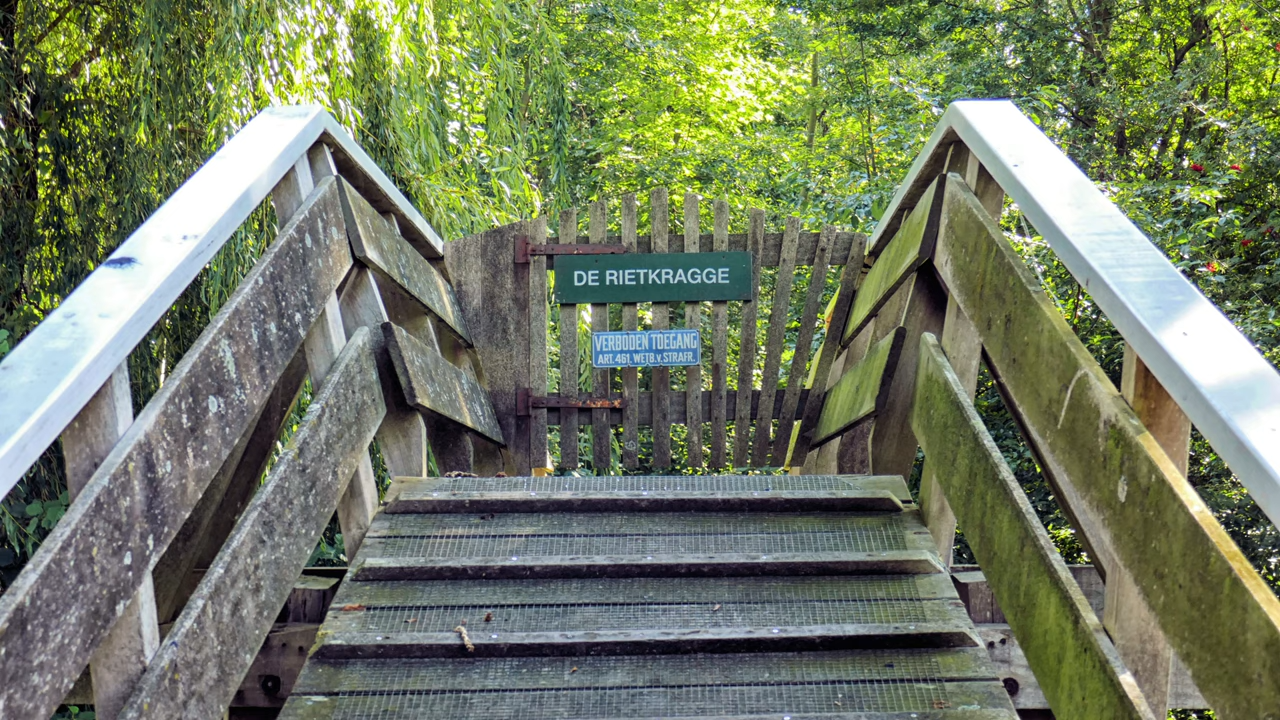 DE RIETKRAGGE
VERBODEN TOEGANG
ART. 461. WETB.v.STRAFR.